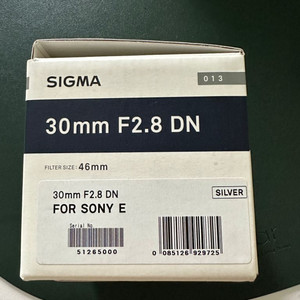 SIGMA
013
30mm F2.8 DN
FILTER SIZE: 46mm
30mm F2.8 DN
SILVER
FOR SONY E
Serial No.
51265000
0 085126 929725